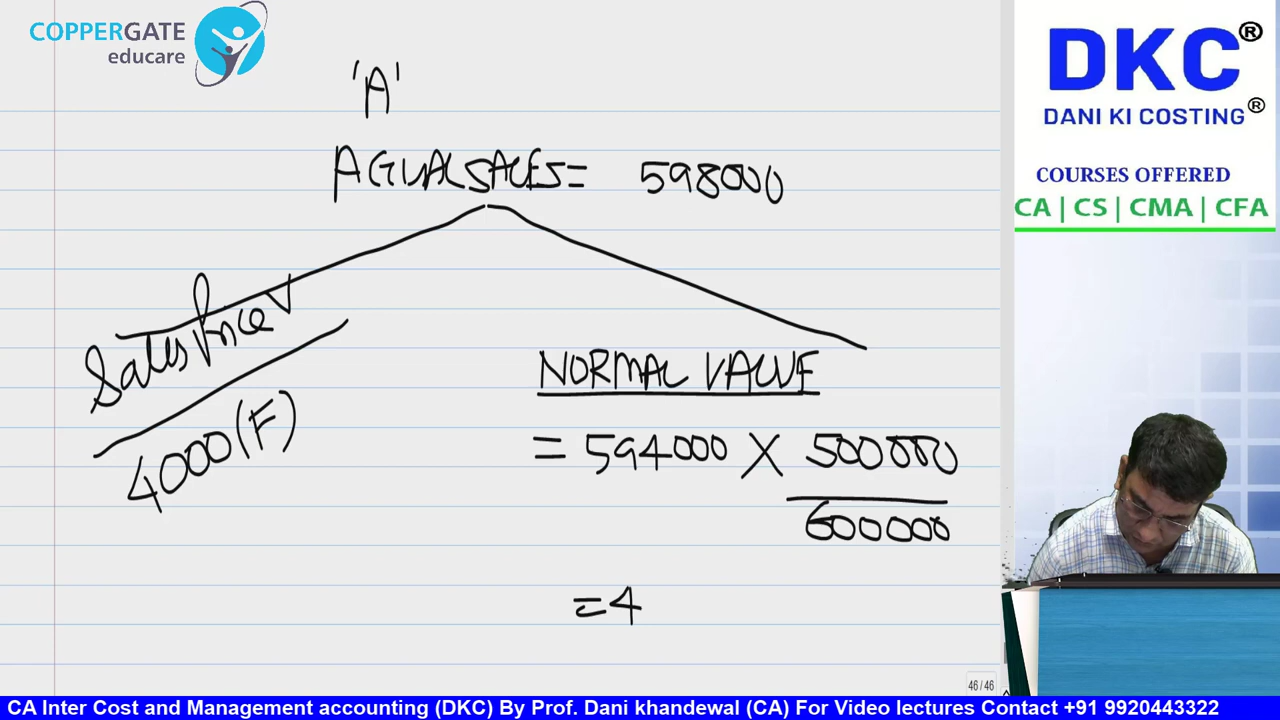 COPPERGATE
educare
'A'
ACTUAL SALES = 598000
Sales Price V
4000 (F)
NORMAL VALUE
= 594000 X 500000
600000
= 4
46 / 46
DKC®
DANI KI COSTING®
COURSES OFFERED
CA | CS | CMA | CFA
CA Inter Cost and Management accounting (DKC) By Prof. Dani khandewal (CA) For Video lectures Contact +91 9920443322